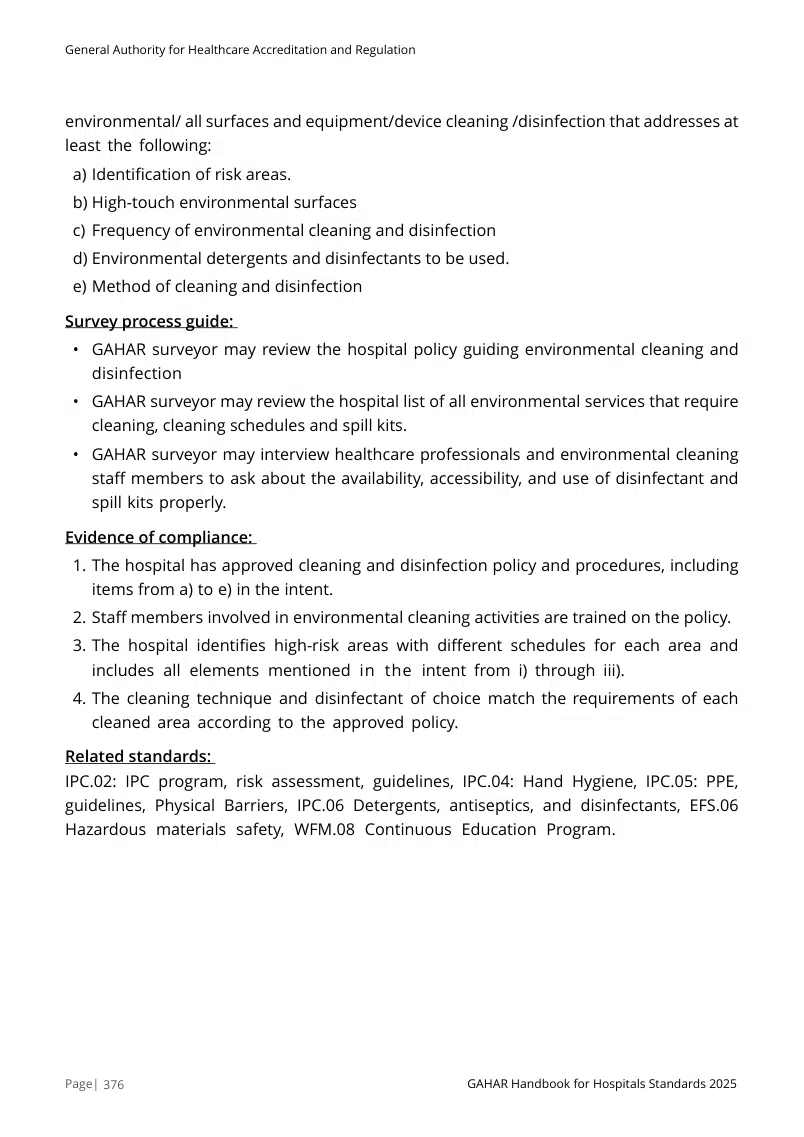 General Authority for Healthcare Accreditation and Regulation
environmental/ all surfaces and equipment/device cleaning /disinfection that addresses at
least the following:
a) Identification of risk areas.
b) High-touch environmental surfaces
c) Frequency of environmental cleaning and disinfection
d) Environmental detergents and disinfectants to be used.
e) Method of cleaning and disinfection
Survey process guide:
• GAHAR surveyor may review the hospital policy guiding environmental cleaning and
disinfection
• GAHAR surveyor may review the hospital list of all environmental services that require
cleaning, cleaning schedules and spill kits.
• GAHAR surveyor may interview healthcare professionals and environmental cleaning
staff members to ask about the availability, accessibility, and use of disinfectant and
spill kits properly.
Evidence of compliance:
1. The hospital has approved cleaning and disinfection policy and procedures, including
items from a) to e) in the intent.
2. Staff members involved in environmental cleaning activities are trained on the policy.
3. The hospital identifies high-risk areas with different schedules for each area and
includes all elements mentioned in the intent from i) through iii).
4. The cleaning technique and disinfectant of choice match the requirements of each
cleaned area according to the approved policy.
Related standards:
IPC.02: IPC program, risk assessment, guidelines, IPC.04: Hand Hygiene, IPC.05: PPE,
guidelines, Physical Barriers, IPC.06 Detergents, antiseptics, and disinfectants, EFS.06
Hazardous materials safety, WFM.08 Continuous Education Program.
Page| 376
GAHAR Handbook for Hospitals Standards 2025